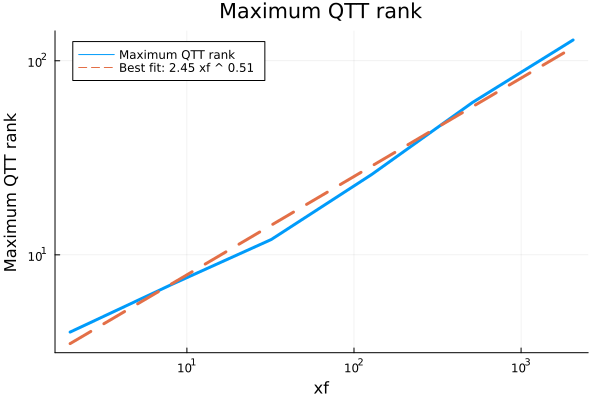 Maximum QTT rank
Maximum QTT rank
Best fit: 2.45 xf ^ 0.51
Maximum QTT rank
10²
10¹
10¹
10²
10³
xf